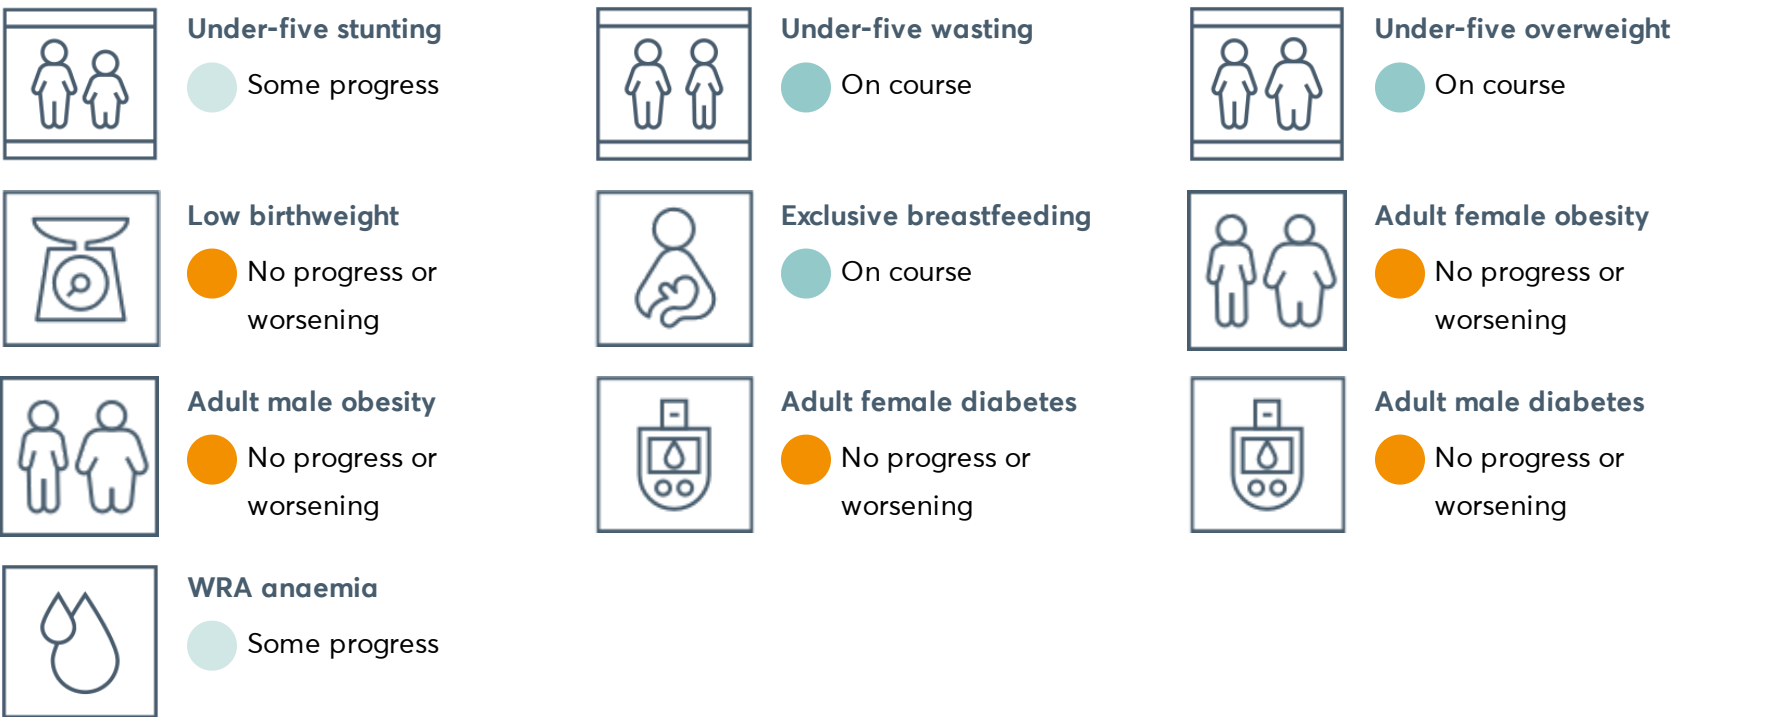 Under-five stunting
Some progress
Under-five wasting
On course
Under-five overweight
On course
Low birthweight
No progress or
worsening
Exclusive breastfeeding
On course
Adult female obesity
No progress or
worsening
Adult male obesity
No progress or
worsening
Adult female diabetes
No progress or
worsening
Adult male diabetes
No progress or
worsening
WRA anaemia
Some progress